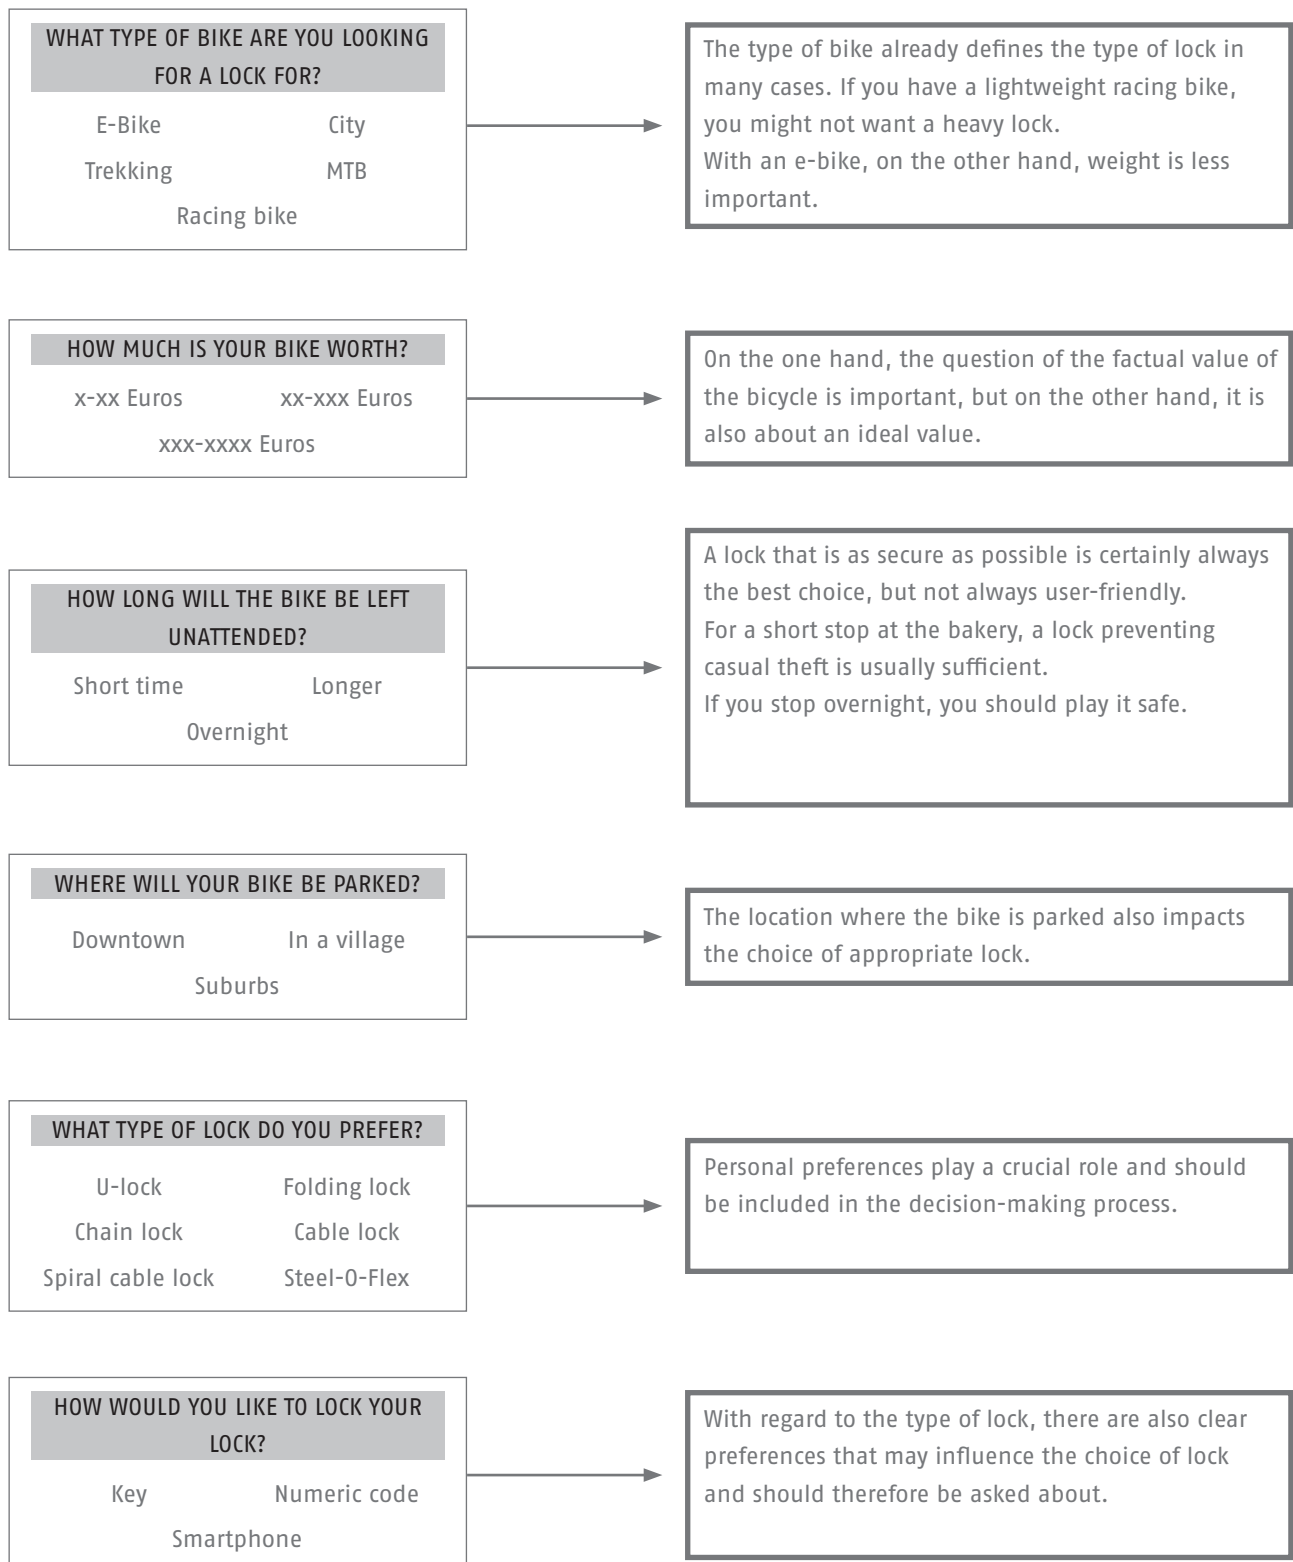 WHAT TYPE OF BIKE ARE YOU LOOKING
FOR A LOCK FOR?
E-Bike City
Trekking MTB
Racing bike
The type of bike already defines the type of lock in
many cases. If you have a lightweight racing bike,
you might not want a heavy lock.
With an e-bike, on the other hand, weight is less
important.
HOW MUCH IS YOUR BIKE WORTH?
x-xx Euros xx-xxx Euros
xxx-xxxx Euros
On the one hand, the question of the factual value of
the bicycle is important, but on the other hand, it is
also about an ideal value.
HOW LONG WILL THE BIKE BE LEFT
UNATTENDED?
Short time Longer
Overnight
A lock that is as secure as possible is certainly always
the best choice, but not always user-friendly.
For a short stop at the bakery, a lock preventing
casual theft is usually sufficient.
If you stop overnight, you should play it safe.
WHERE WILL YOUR BIKE BE PARKED?
Downtown In a village
Suburbs
The location where the bike is parked also impacts
the choice of appropriate lock.
WHAT TYPE OF LOCK DO YOU PREFER?
U-lock Folding lock
Chain lock Cable lock
Spiral cable lock Steel-O-Flex
Personal preferences play a crucial role and should
be included in the decision-making process.
HOW WOULD YOU LIKE TO LOCK YOUR
LOCK?
Key Numeric code
Smartphone
With regard to the type of lock, there are also clear
preferences that may influence the choice of lock
and should therefore be asked about.